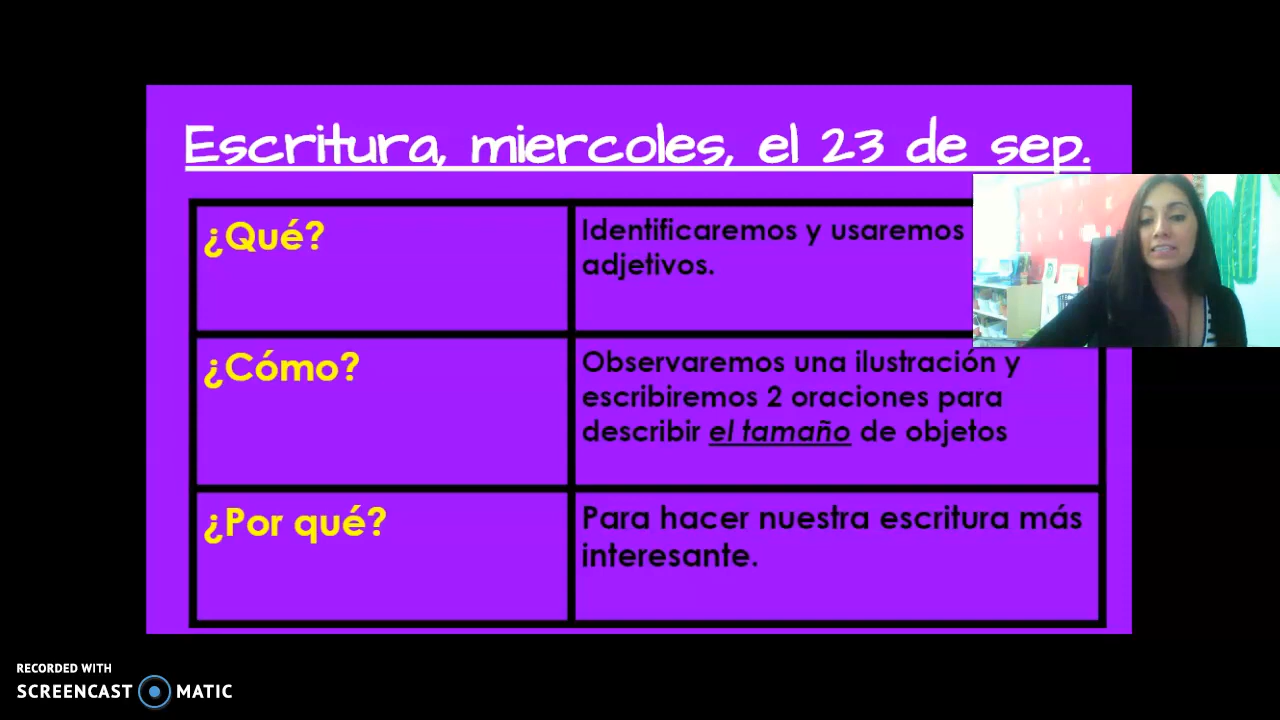 Escritura, miercoles, el 23 de sep.
¿Qué?
Identificaremos y usaremos
adjetivos.
¿Cómo?
Observaremos una ilustración y
escribiremos 2 oraciones para
describir el tamaño de objetos
¿Por qué?
Para hacer nuestra escritura más
interesante.
RECORDED WITH
SCREENCAST MATIC